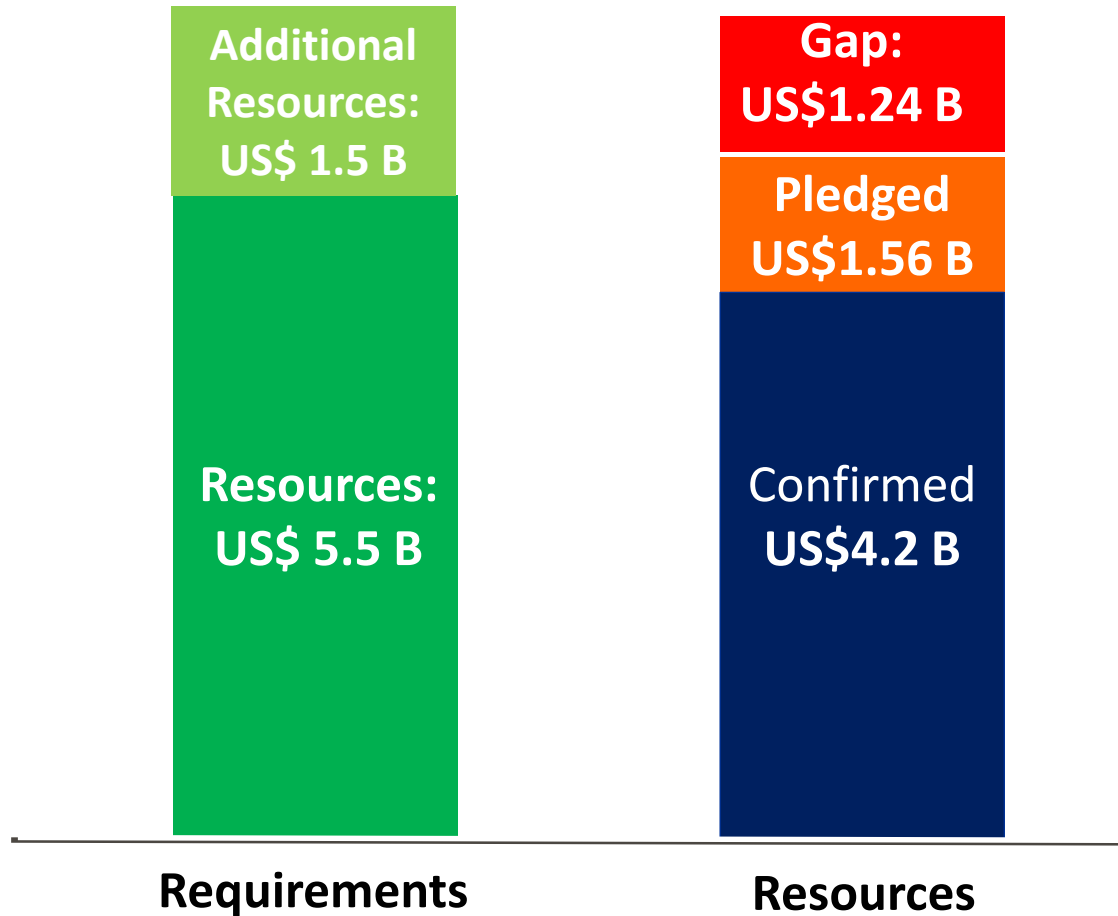 Additional
Resources:
US$ 1.5 B
Resources:
US$ 5.5 B
Requirements
Gap:
US$1.24 B
Pledged
US$1.56 B
Confirmed
US$4.2 B
Resources